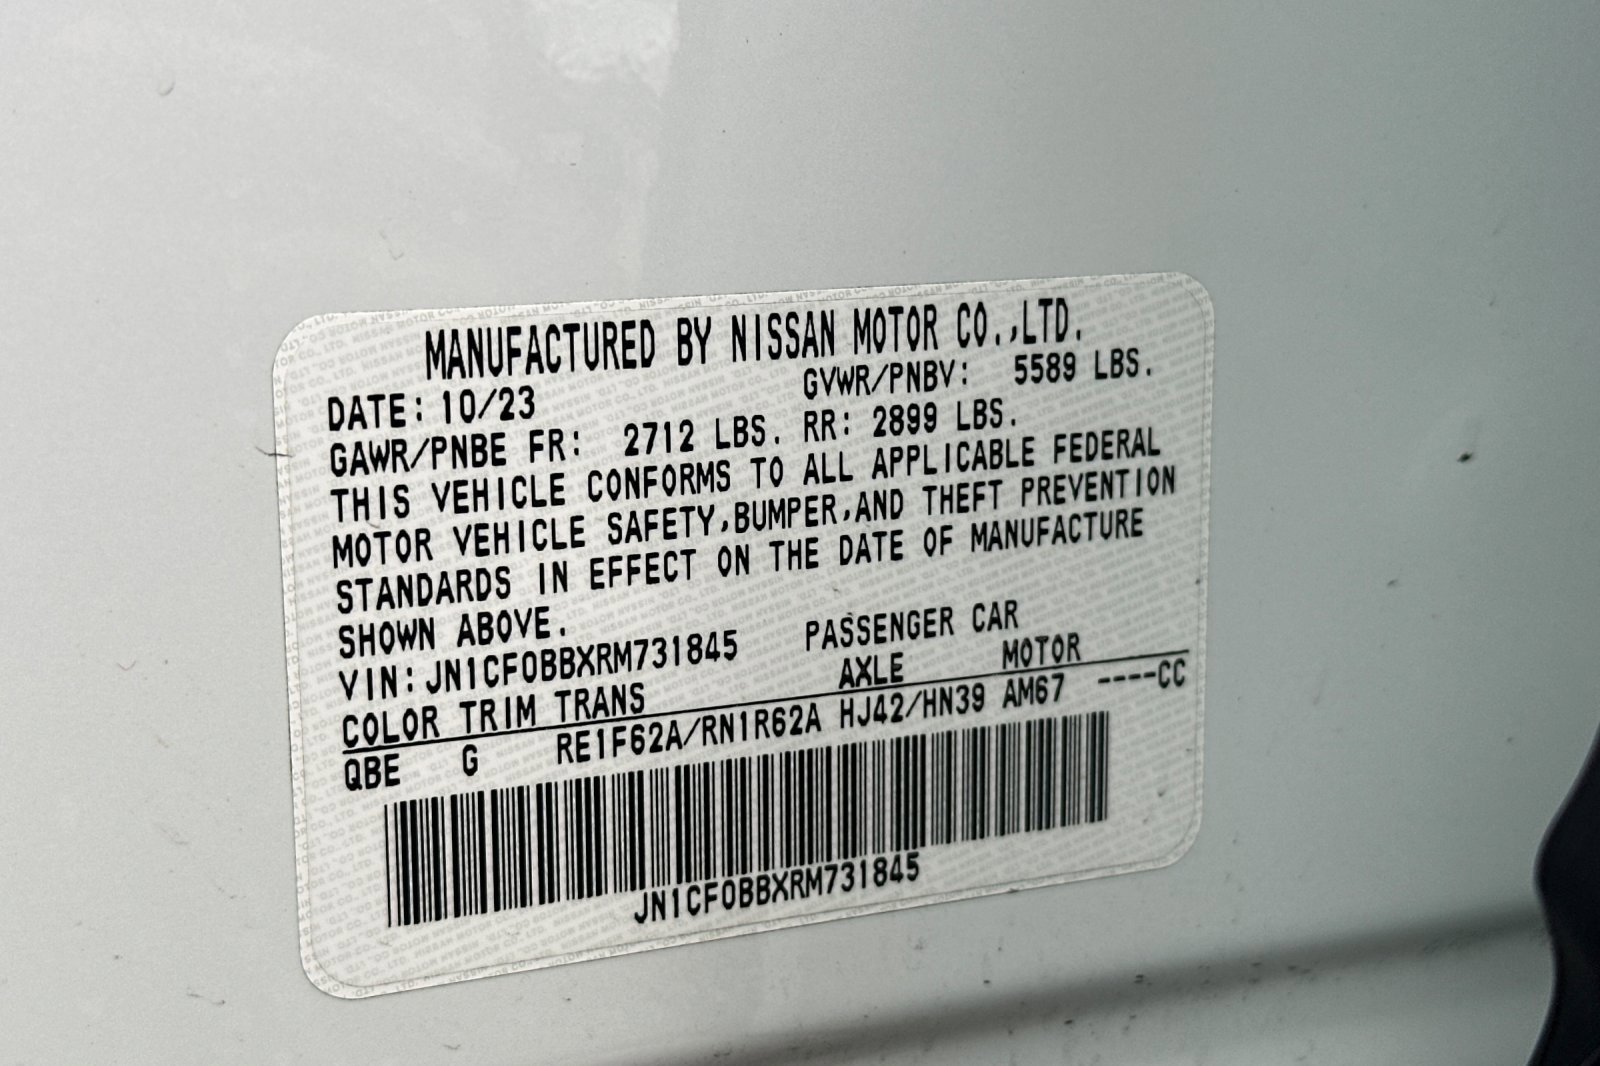 MANUFACTURED BY NISSAN MOTOR CO.,LTD.
DATE: 10/23 GVWR/PNBV: 5589 LBS.
GAWR/PNBE FR: 2712 LBS. RR: 2899 LBS.
THIS VEHICLE CONFORMS TO ALL APPLICABLE FEDERAL
MOTOR VEHICLE SAFETY,BUMPER,AND THEFT PREVENTION
STANDARDS IN EFFECT ON THE DATE OF MANUFACTURE
SHOWN ABOVE.
VIN: JN1CF0BBXRM731845 PASSENGER CAR
COLOR TRIM TRANS AXLE MOTOR
QBE G RE1F62A/RN1R62A HJ42/HN39 AM67 ----CC
JN1CF0BBXRM731845